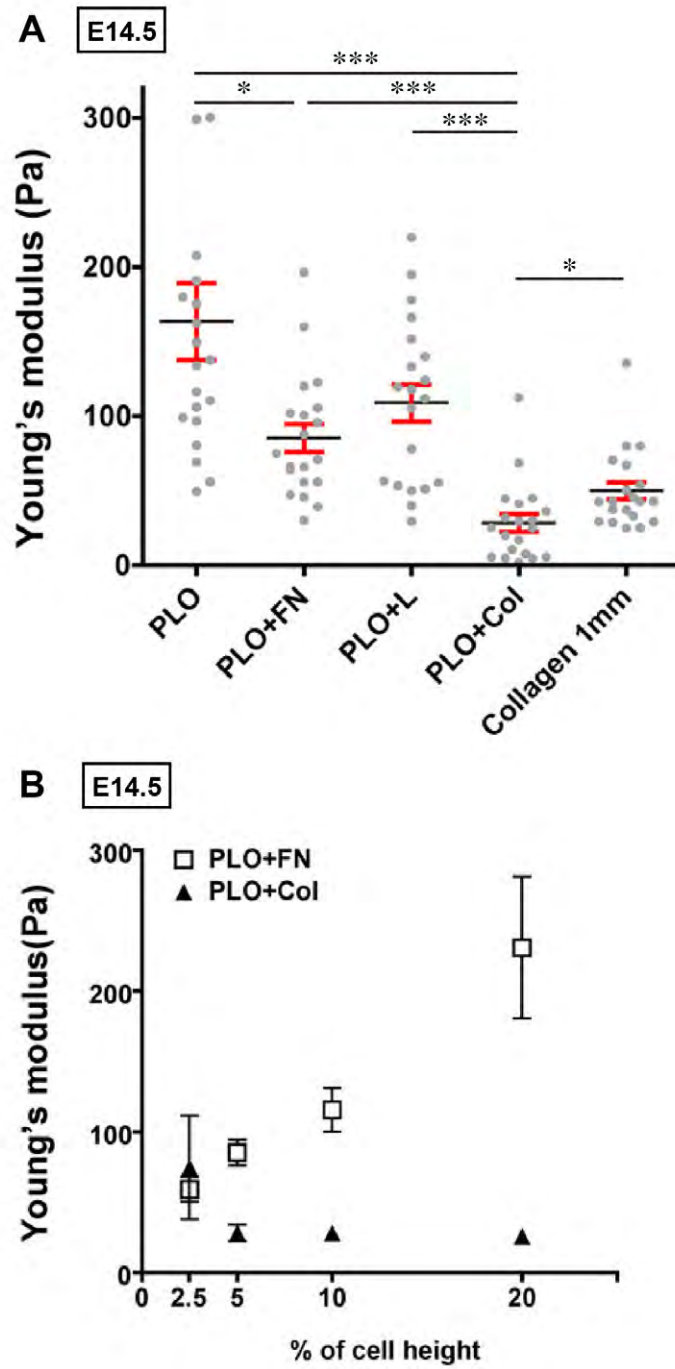 A E14.5
***
* ***
***
*
Young's modulus (Pa)
300
200
100
0
PLO PLO+FN PLO+L PLO+Col Collagen 1mm
B E14.5
PLO+FN
PLO+Col
Young's modulus(Pa)
300
200
100
0
0 2.5 5 10 20
% of cell height